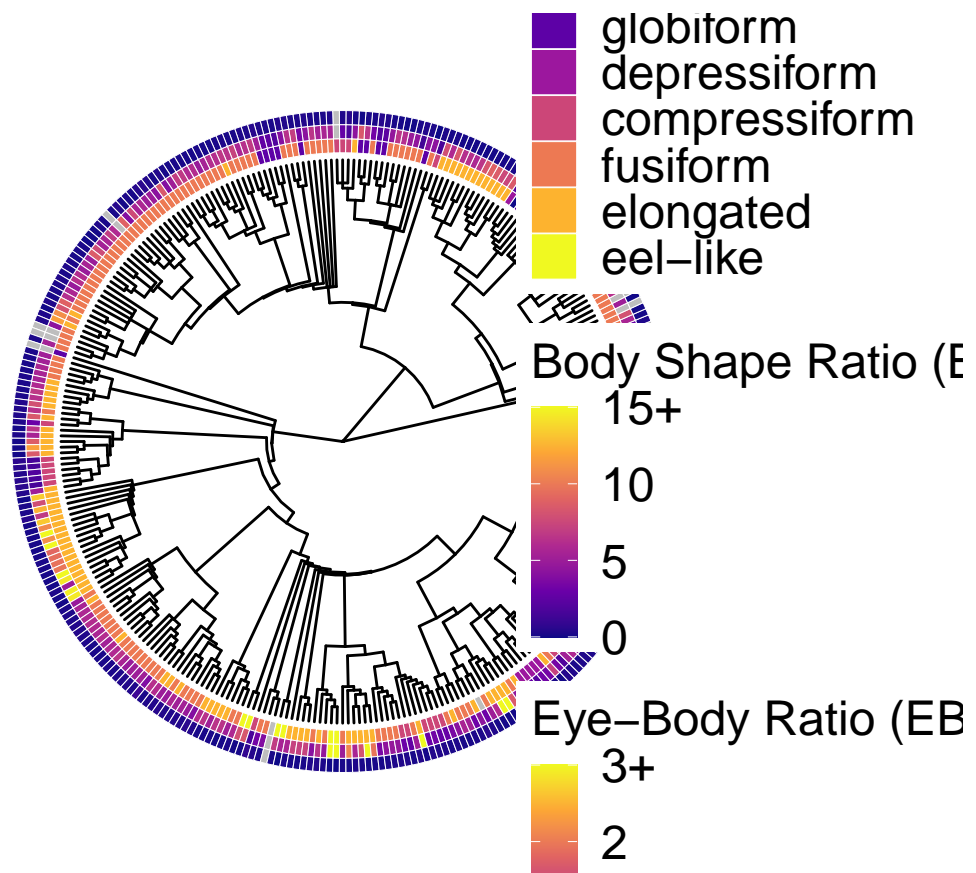 globiform
depressiform
compressiform
fusiform
elongated
eel−like
Body Shape Ratio (E
15+
10
5
0
Eye−Body Ratio (EB
3+
2